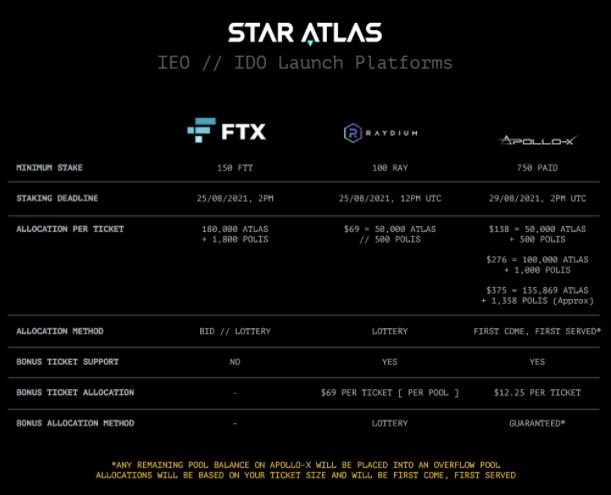 STAR ATLAS
IEO // IDO Launch Platforms
FTX RAYDIUM APOLLO-X
MINIMUM STAKE 150 FTT 100 RAY 750 PAID
STAKING DEADLINE 25/08/2021, 2PM 25/08/2021, 12PM UTC 29/08/2021, 2PM UTC
ALLOCATION PER TICKET 180,000 ATLAS $69 = 50,000 ATLAS $138 = 50,000 ATLAS
+ 1,800 POLIS // 500 POLIS + 500 POLIS
$276 = 100,000 ATLAS
+ 1,000 POLIS
$375 = 135,869 ATLAS
+ 1,358 POLIS (Approx)
ALLOCATION METHOD BID // LOTTERY LOTTERY FIRST COME, FIRST SERVED*
BONUS TICKET SUPPORT NO YES YES
BONUS TICKET ALLOCATION - $69 PER TICKET [ PER POOL ] $12.25 PER TICKET
BONUS ALLOCATION METHOD - LOTTERY GUARANTEED*
*ANY REMAINING POOL BALANCE ON APOLLO-X WILL BE PLACED INTO AN OVERFLOW POOL
ALLOCATIONS WILL BE BASED ON YOUR TICKET SIZE AND WILL BE FIRST COME, FIRST SERVED